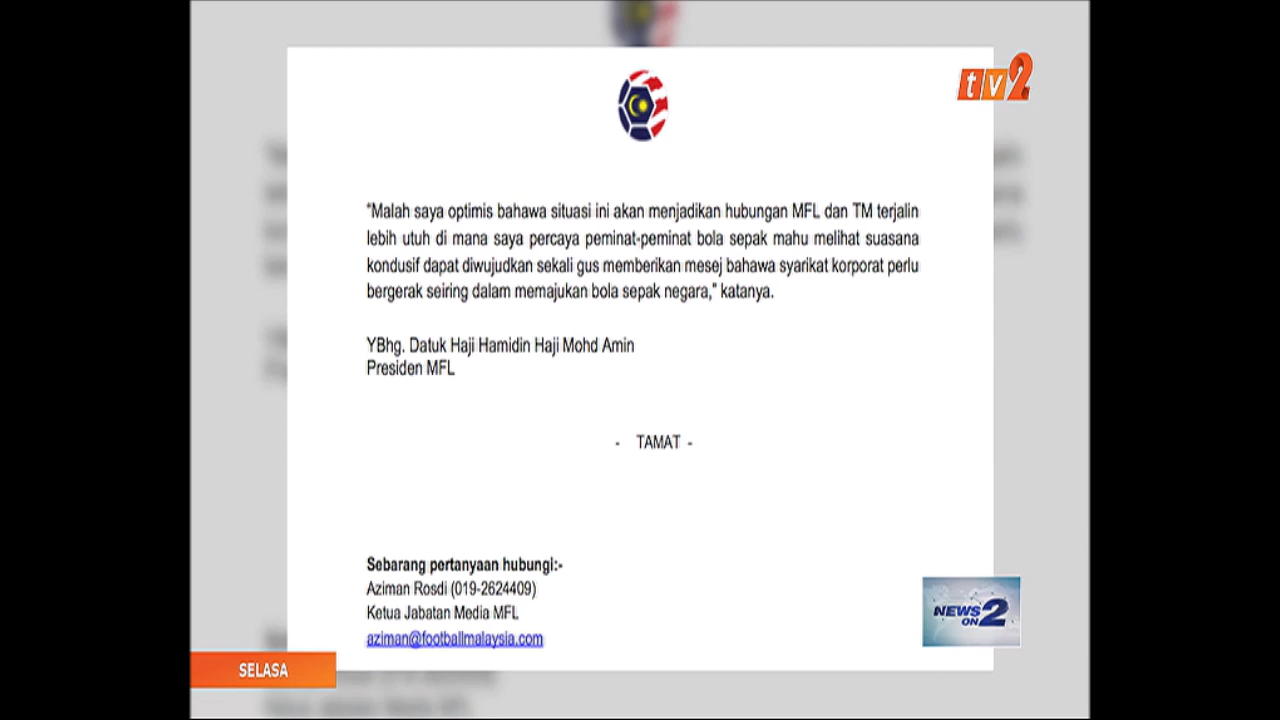 tv2
“Malah saya optimis bahawa situasi ini akan menjadikan hubungan MFL dan TM terjalin
lebih utuh di mana saya percaya peminat-peminat bola sepak mahu melihat suasana
kondusif dapat diwujudkan sekali gus memberikan mesej bahawa syarikat korporat perlu
bergerak seiring dalam memajukan bola sepak negara,” katanya.
YBhg. Datuk Haji Hamidin Haji Mohd Amin
Presiden MFL
- TAMAT -
Sebarang pertanyaan hubungi:-
Aziman Rosdi (019-2624409)
Ketua Jabatan Media MFL
aziman@footballmalaysia.com
NEWS
ON 2
SELASA